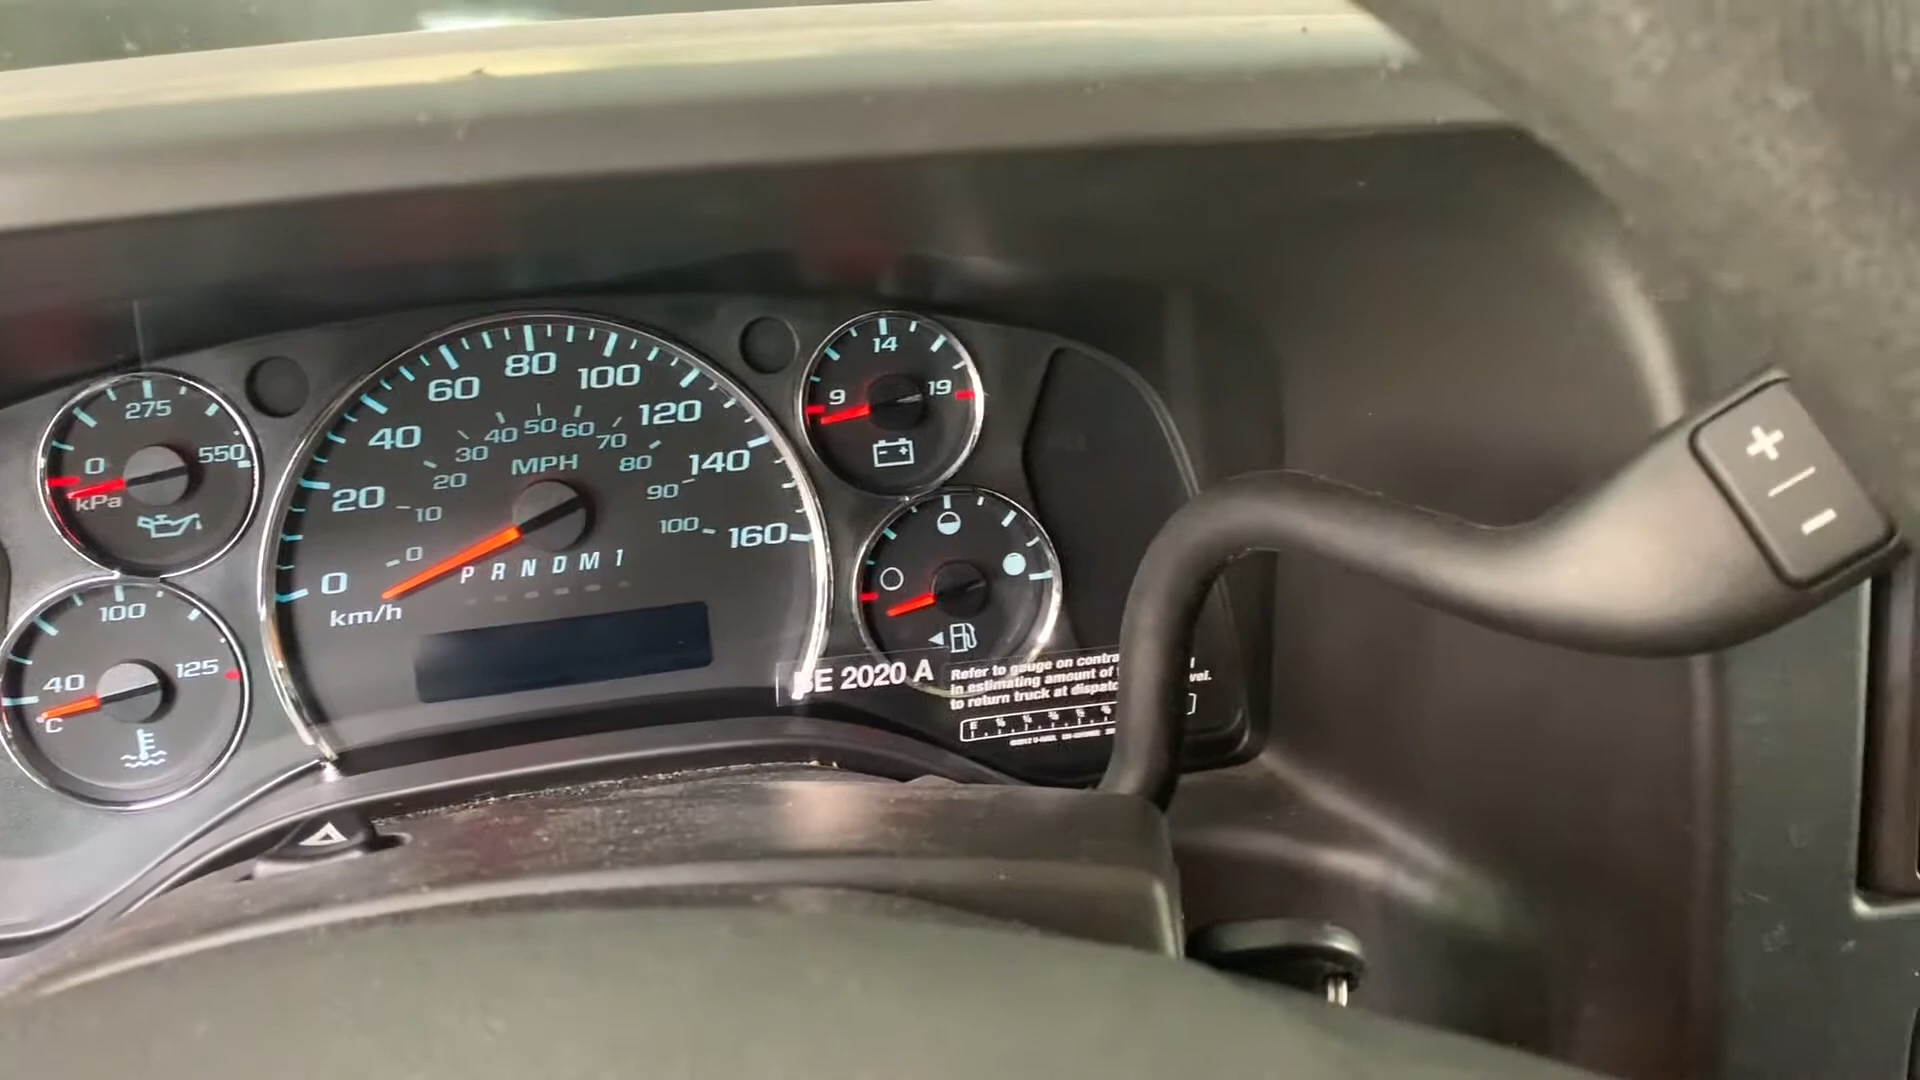 275
0
550
kPa
100
40
125
°C
0
20
40
60
80
100
120
140
160
km/h
0
10
20
30
40
50
60
70
80
90
100
MPH
P R N D M 1
9
14
19
BE 2020 A
Refer to gauge on contra
in estimating amount of
to return truck at dispatc
vel.
E
+
−